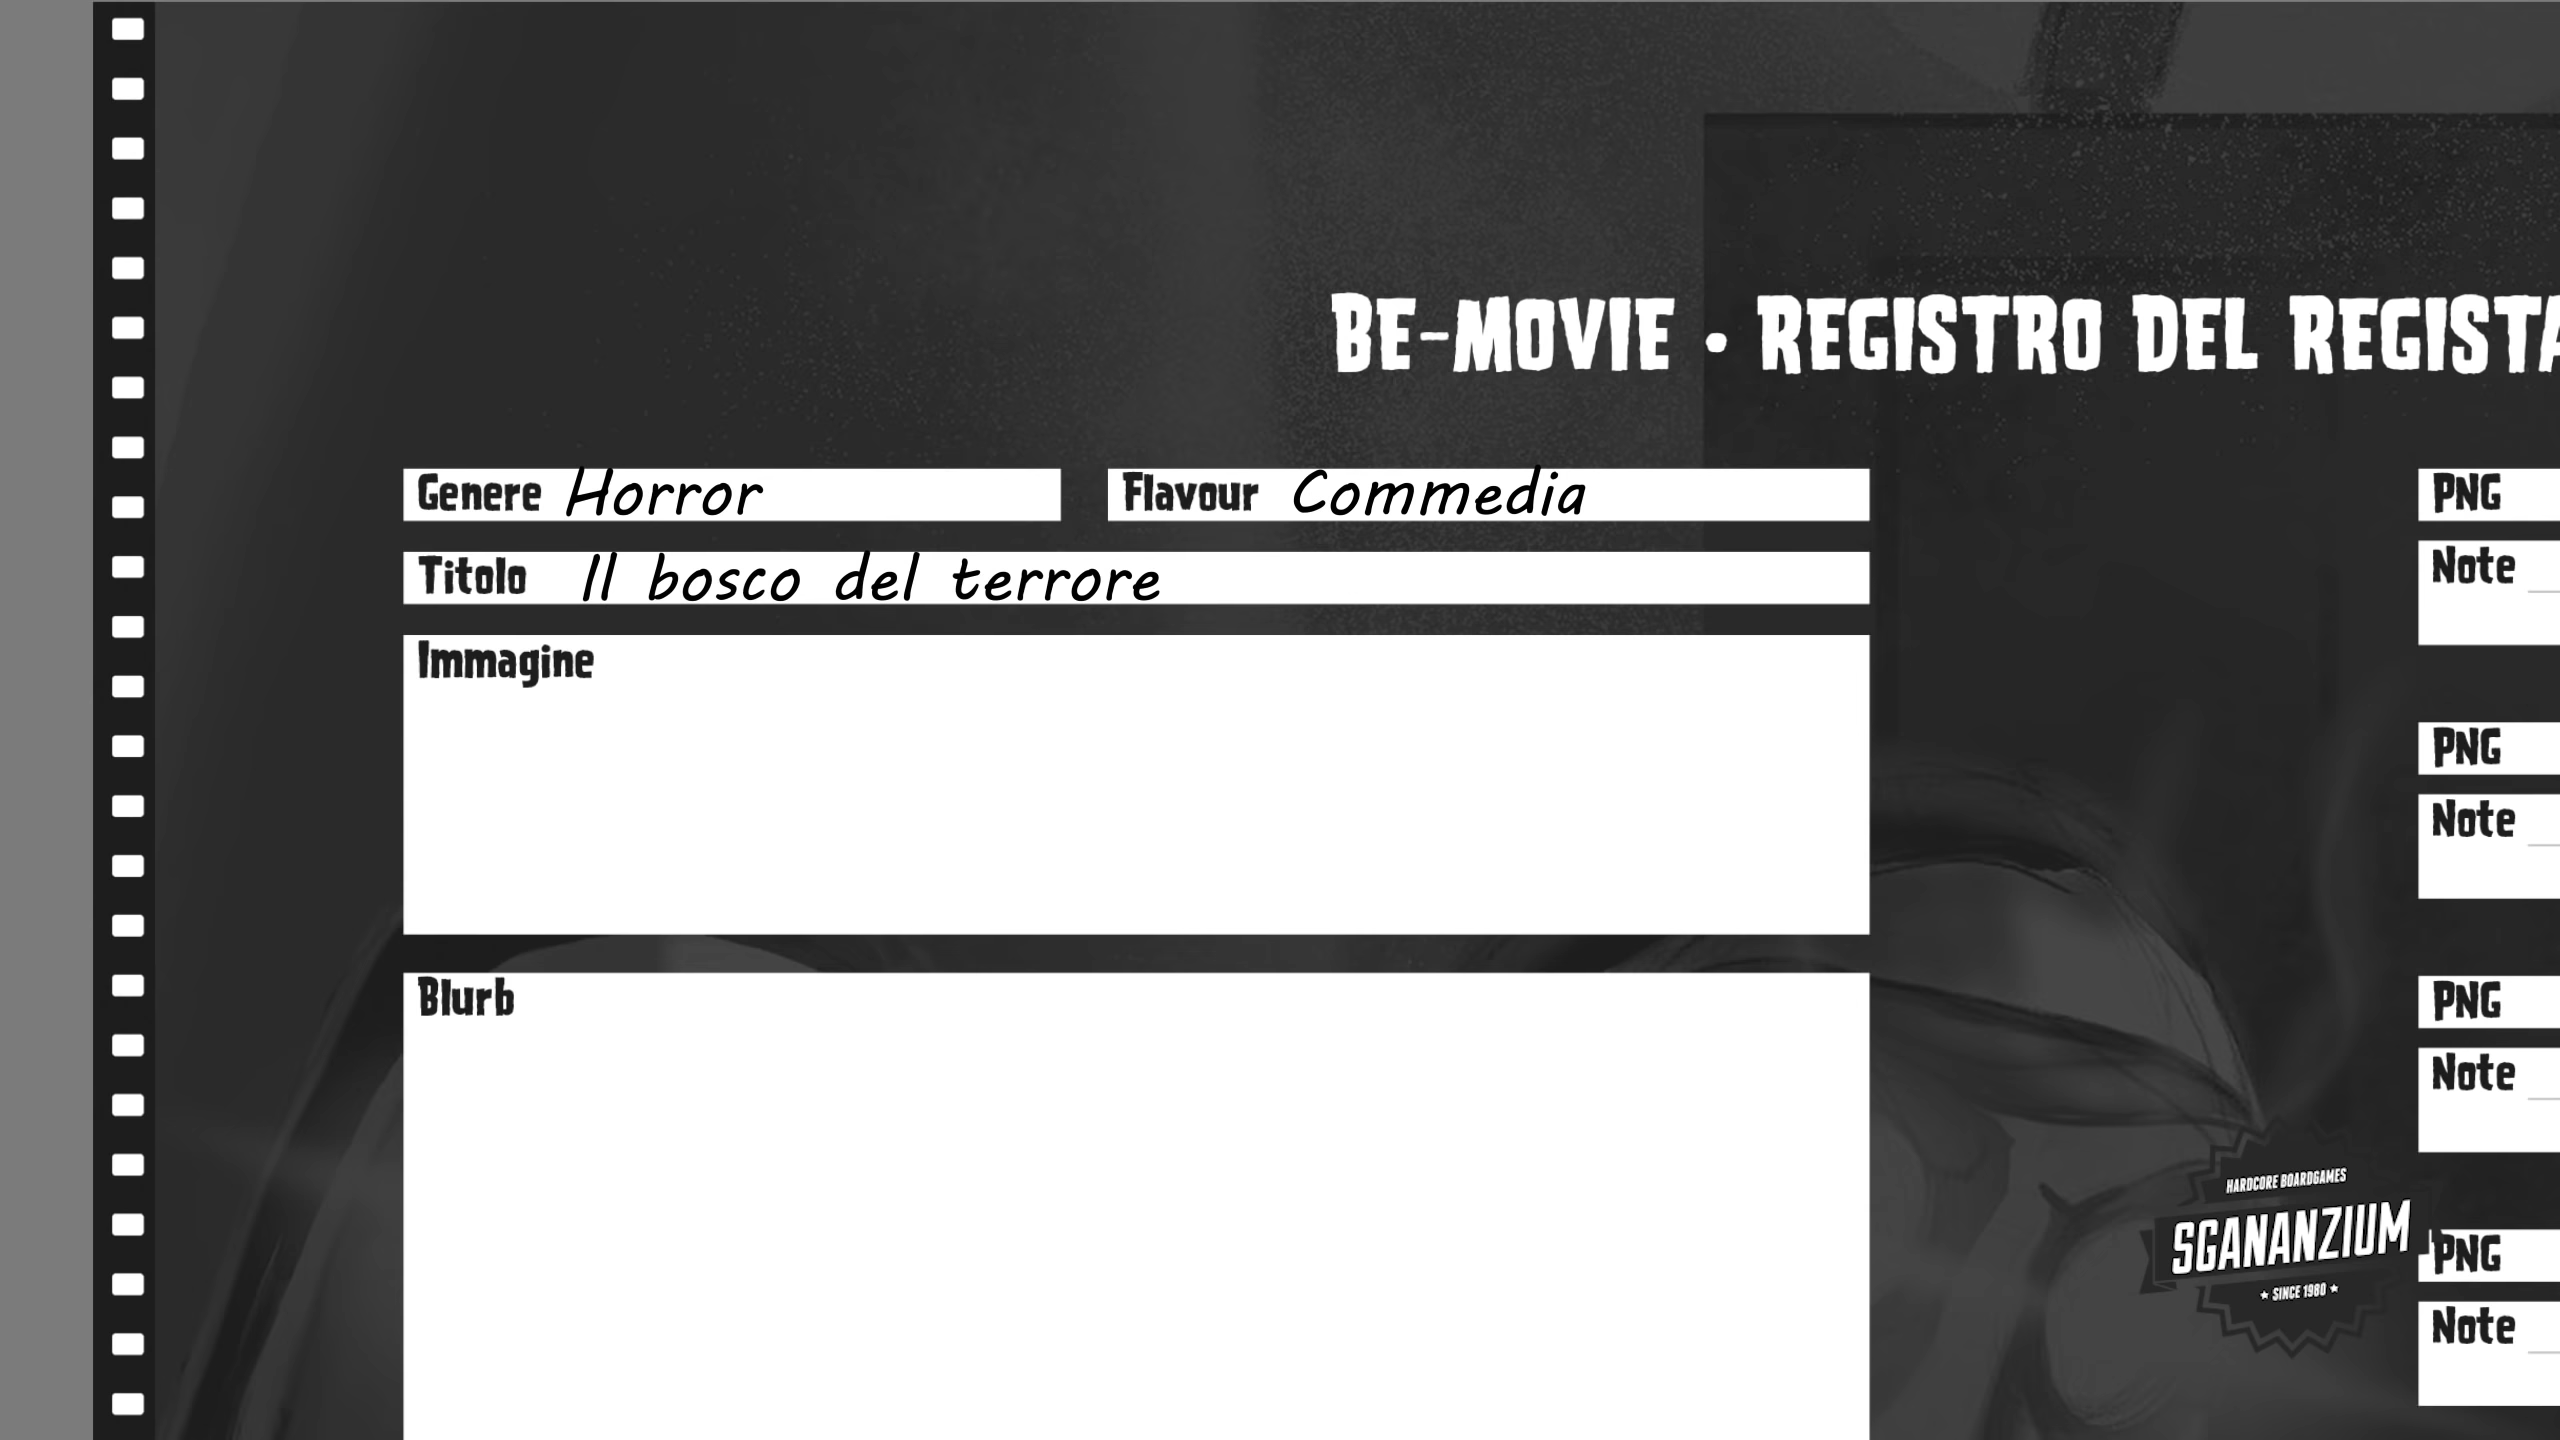 BE-MOVIE • REGISTRO DEL REGISTA
Genere Horror
Flavour Commedia
Titolo Il bosco del terrore
Immagine
Blurb
PNG
Note
PNG
Note
PNG
Note
PNG
Note
HARDCORE BOARDGAMES
SGANANZIUM
★ SINCE 1980 ★